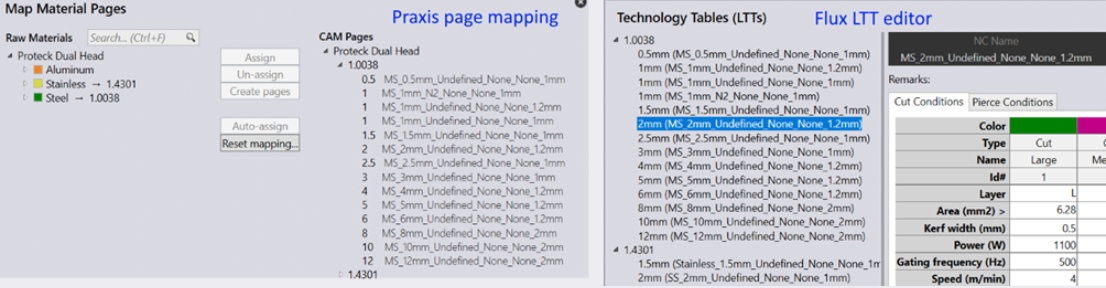 Map Material Pages
Praxis page mapping
Raw Materials
Search... (Ctrl+F)
Proteck Dual Head
Aluminum
Stainless → 1.4301
Steel → 1.0038
Assign
Un-assign
Create pages
Auto-assign
Reset mapping...
CAM Pages
Proteck Dual Head
1.0038
0.5 MS_0.5mm_Undefined_None_None_1mm
1 MS_1mm_N2_None_None_1mm
1 MS_1mm_Undefined_None_None_1.2mm
1 MS_1mm_Undefined_None_None_1mm
1.5 MS_1.5mm_Undefined_None_None_1mm
2 MS_2mm_Undefined_None_None_1.2mm
2.5 MS_2.5mm_Undefined_None_None_1mm
3 MS_3mm_Undefined_None_None_1mm
4 MS_4mm_Undefined_None_None_1.2mm
5 MS_5mm_Undefined_None_None_1.2mm
6 MS_6mm_Undefined_None_None_1.2mm
8 MS_8mm_Undefined_None_None_2mm
10 MS_10mm_Undefined_None_None_2mm
12 MS_12mm_Undefined_None_None_2mm
1.4301
Technology Tables (LTTs)
Flux LTT editor
1.0038
0.5mm (MS_0.5mm_Undefined_None_None_1mm)
1mm (MS_1mm_Undefined_None_None_1.2mm)
1mm (MS_1mm_Undefined_None_None_1mm)
1mm (MS_1mm_N2_None_None_1mm)
1.5mm (MS_1.5mm_Undefined_None_None_1mm)
2mm (MS_2mm_Undefined_None_None_1.2mm)
2.5mm (MS_2.5mm_Undefined_None_None_1mm)
3mm (MS_3mm_Undefined_None_None_1mm)
4mm (MS_4mm_Undefined_None_None_1.2mm)
5mm (MS_5mm_Undefined_None_None_1.2mm)
6mm (MS_6mm_Undefined_None_None_1.2mm)
8mm (MS_8mm_Undefined_None_None_2mm)
10mm (MS_10mm_Undefined_None_None_2mm)
12mm (MS_12mm_Undefined_None_None_2mm)
1.4301
1.5mm (Stainless_1.5mm_Undefined_None_None_1m
2mm (SS_2mm_Undefined_None_None_1mm)
NC Name
MS_2mm_Undefined_None_None_1.2mm
Remarks:
Cut Conditions Pierce Conditions
Color
Type Cut
Name Large Me
Id# 1
Layer L
Area (mm2) > 6.28
Kerf width (mm) 0.5
Power (W) 1100
Gating frequency (Hz) 500
Speed (m/min) 4